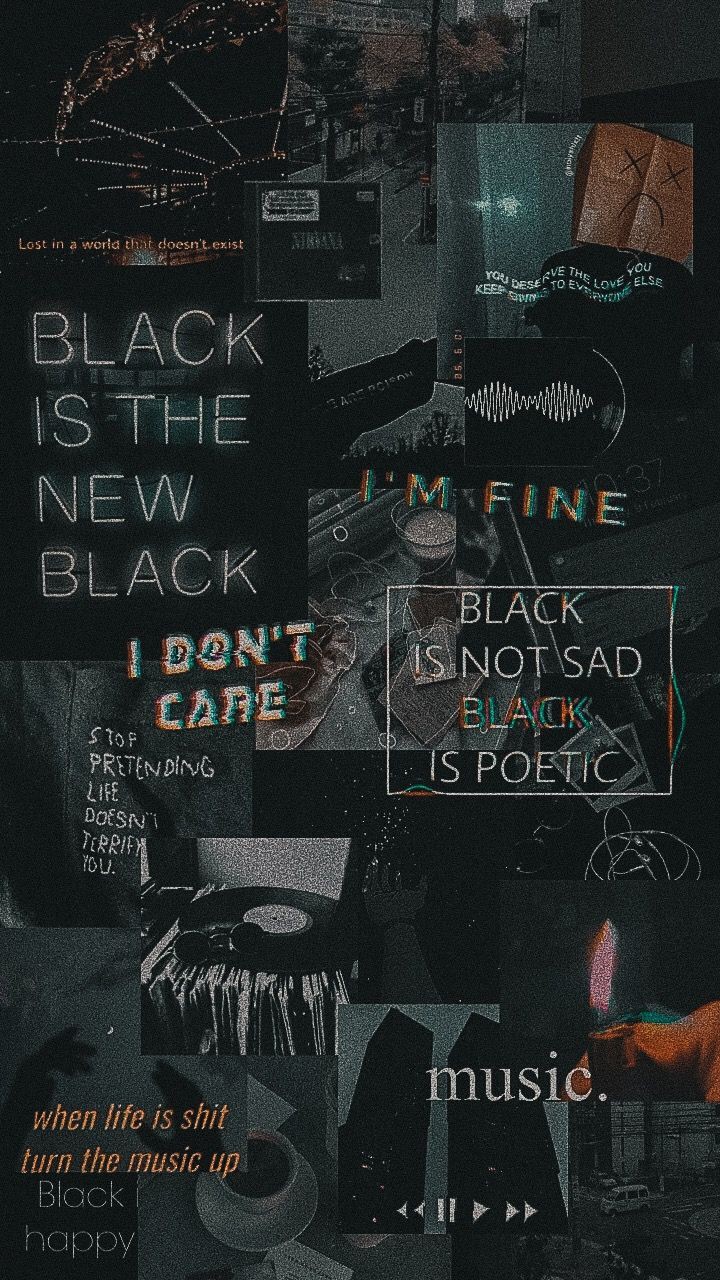 Lost in a world that doesn't exist
NIRVANA
YOU DESERVE THE LOVE YOU
KEEP GIVING TO EVERYONE ELSE
BLACK
IS THE
NEW
BLACK
ARE POISON
I'M FINE
BLACK
IS NOT SAD
BLACK
IS POETIC
I DON'T
CARE
STOP
PRETENDING
LIFE
DOESN'T
TERRIFY
YOU.
music.
when life is shit
turn the music up
Black
happy